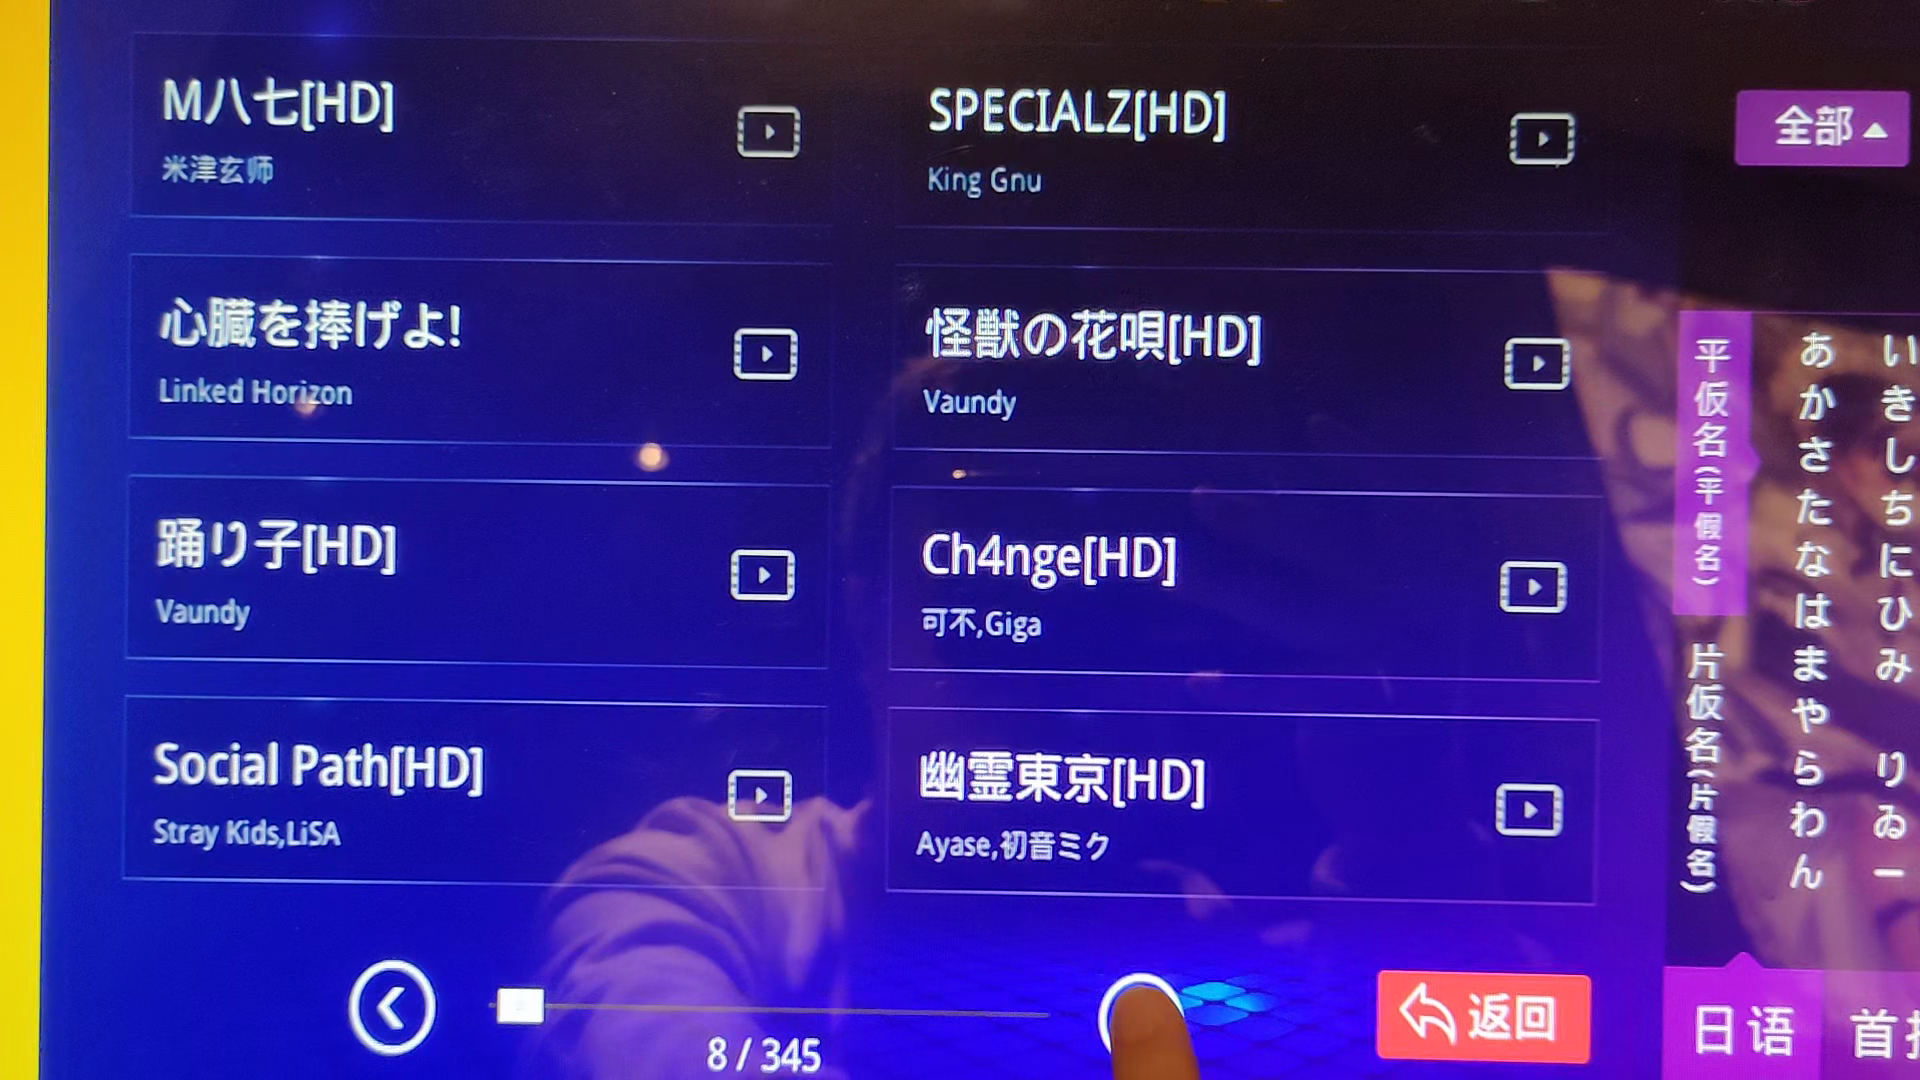 M八七[HD]
米津玄师
SPECIALZ[HD]
King Gnu
全部
心臓を捧げよ!
Linked Horizon
怪獣の花唄[HD]
Vaundy
踊り子[HD]
Vaundy
Ch4nge[HD]
可不,Giga
Social Path[HD]
Stray Kids,LiSA
幽霊東京[HD]
Ayase,初音ミク
平仮名(平假名)
片仮名(片假名)
あかさたなはまやらわん
いきしちにひみ りゐー
8 / 345
返回
日语
首